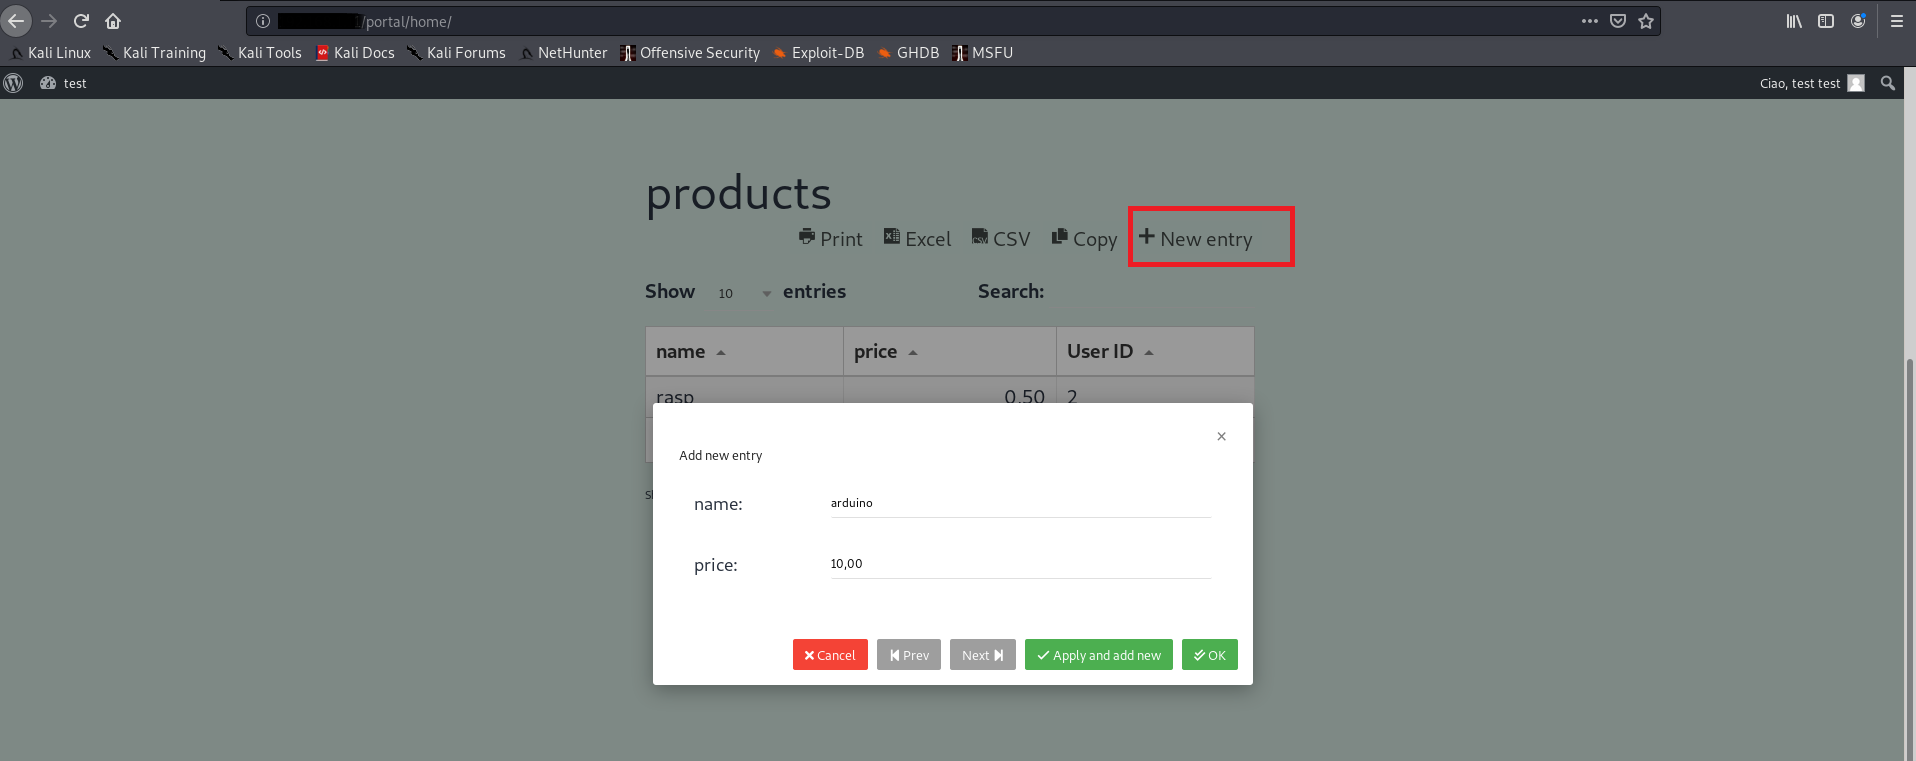 /portal/home/
Kali Linux Kali Training Kali Tools Kali Docs Kali Forums NetHunter Offensive Security Exploit-DB GHDB MSFU
test Ciao, test test
products
Print Excel CSV Copy New entry
Show 10 entries Search:
name price User ID
rasp 0,50 2
Add new entry
name: arduino
price: 10,00
Cancel Prev Next Apply and add new OK